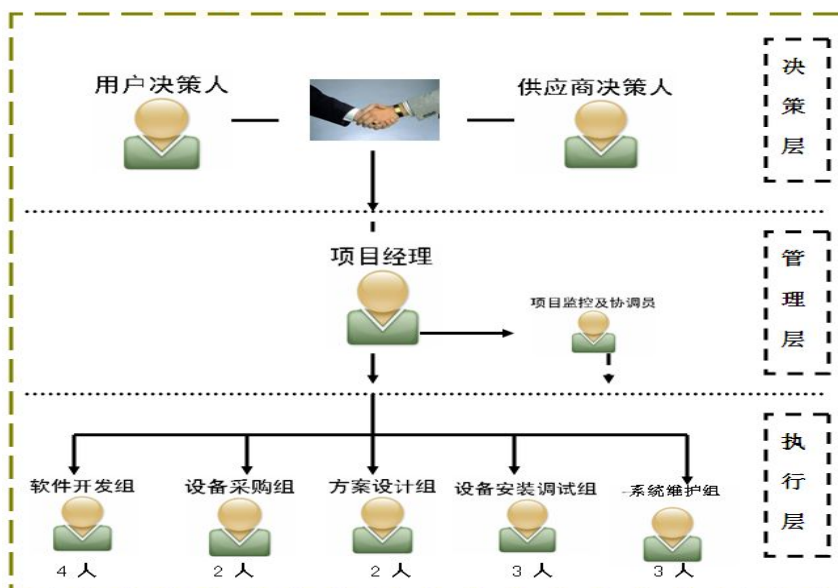 用户决策人
供应商决策人
决策层
项目经理
项目监控及协调员
管理层
软件开发组
设备采购组
方案设计组
设备安装调试组
-系统维护组
4 人
2 人
2 人
3 人
3 人
执行层